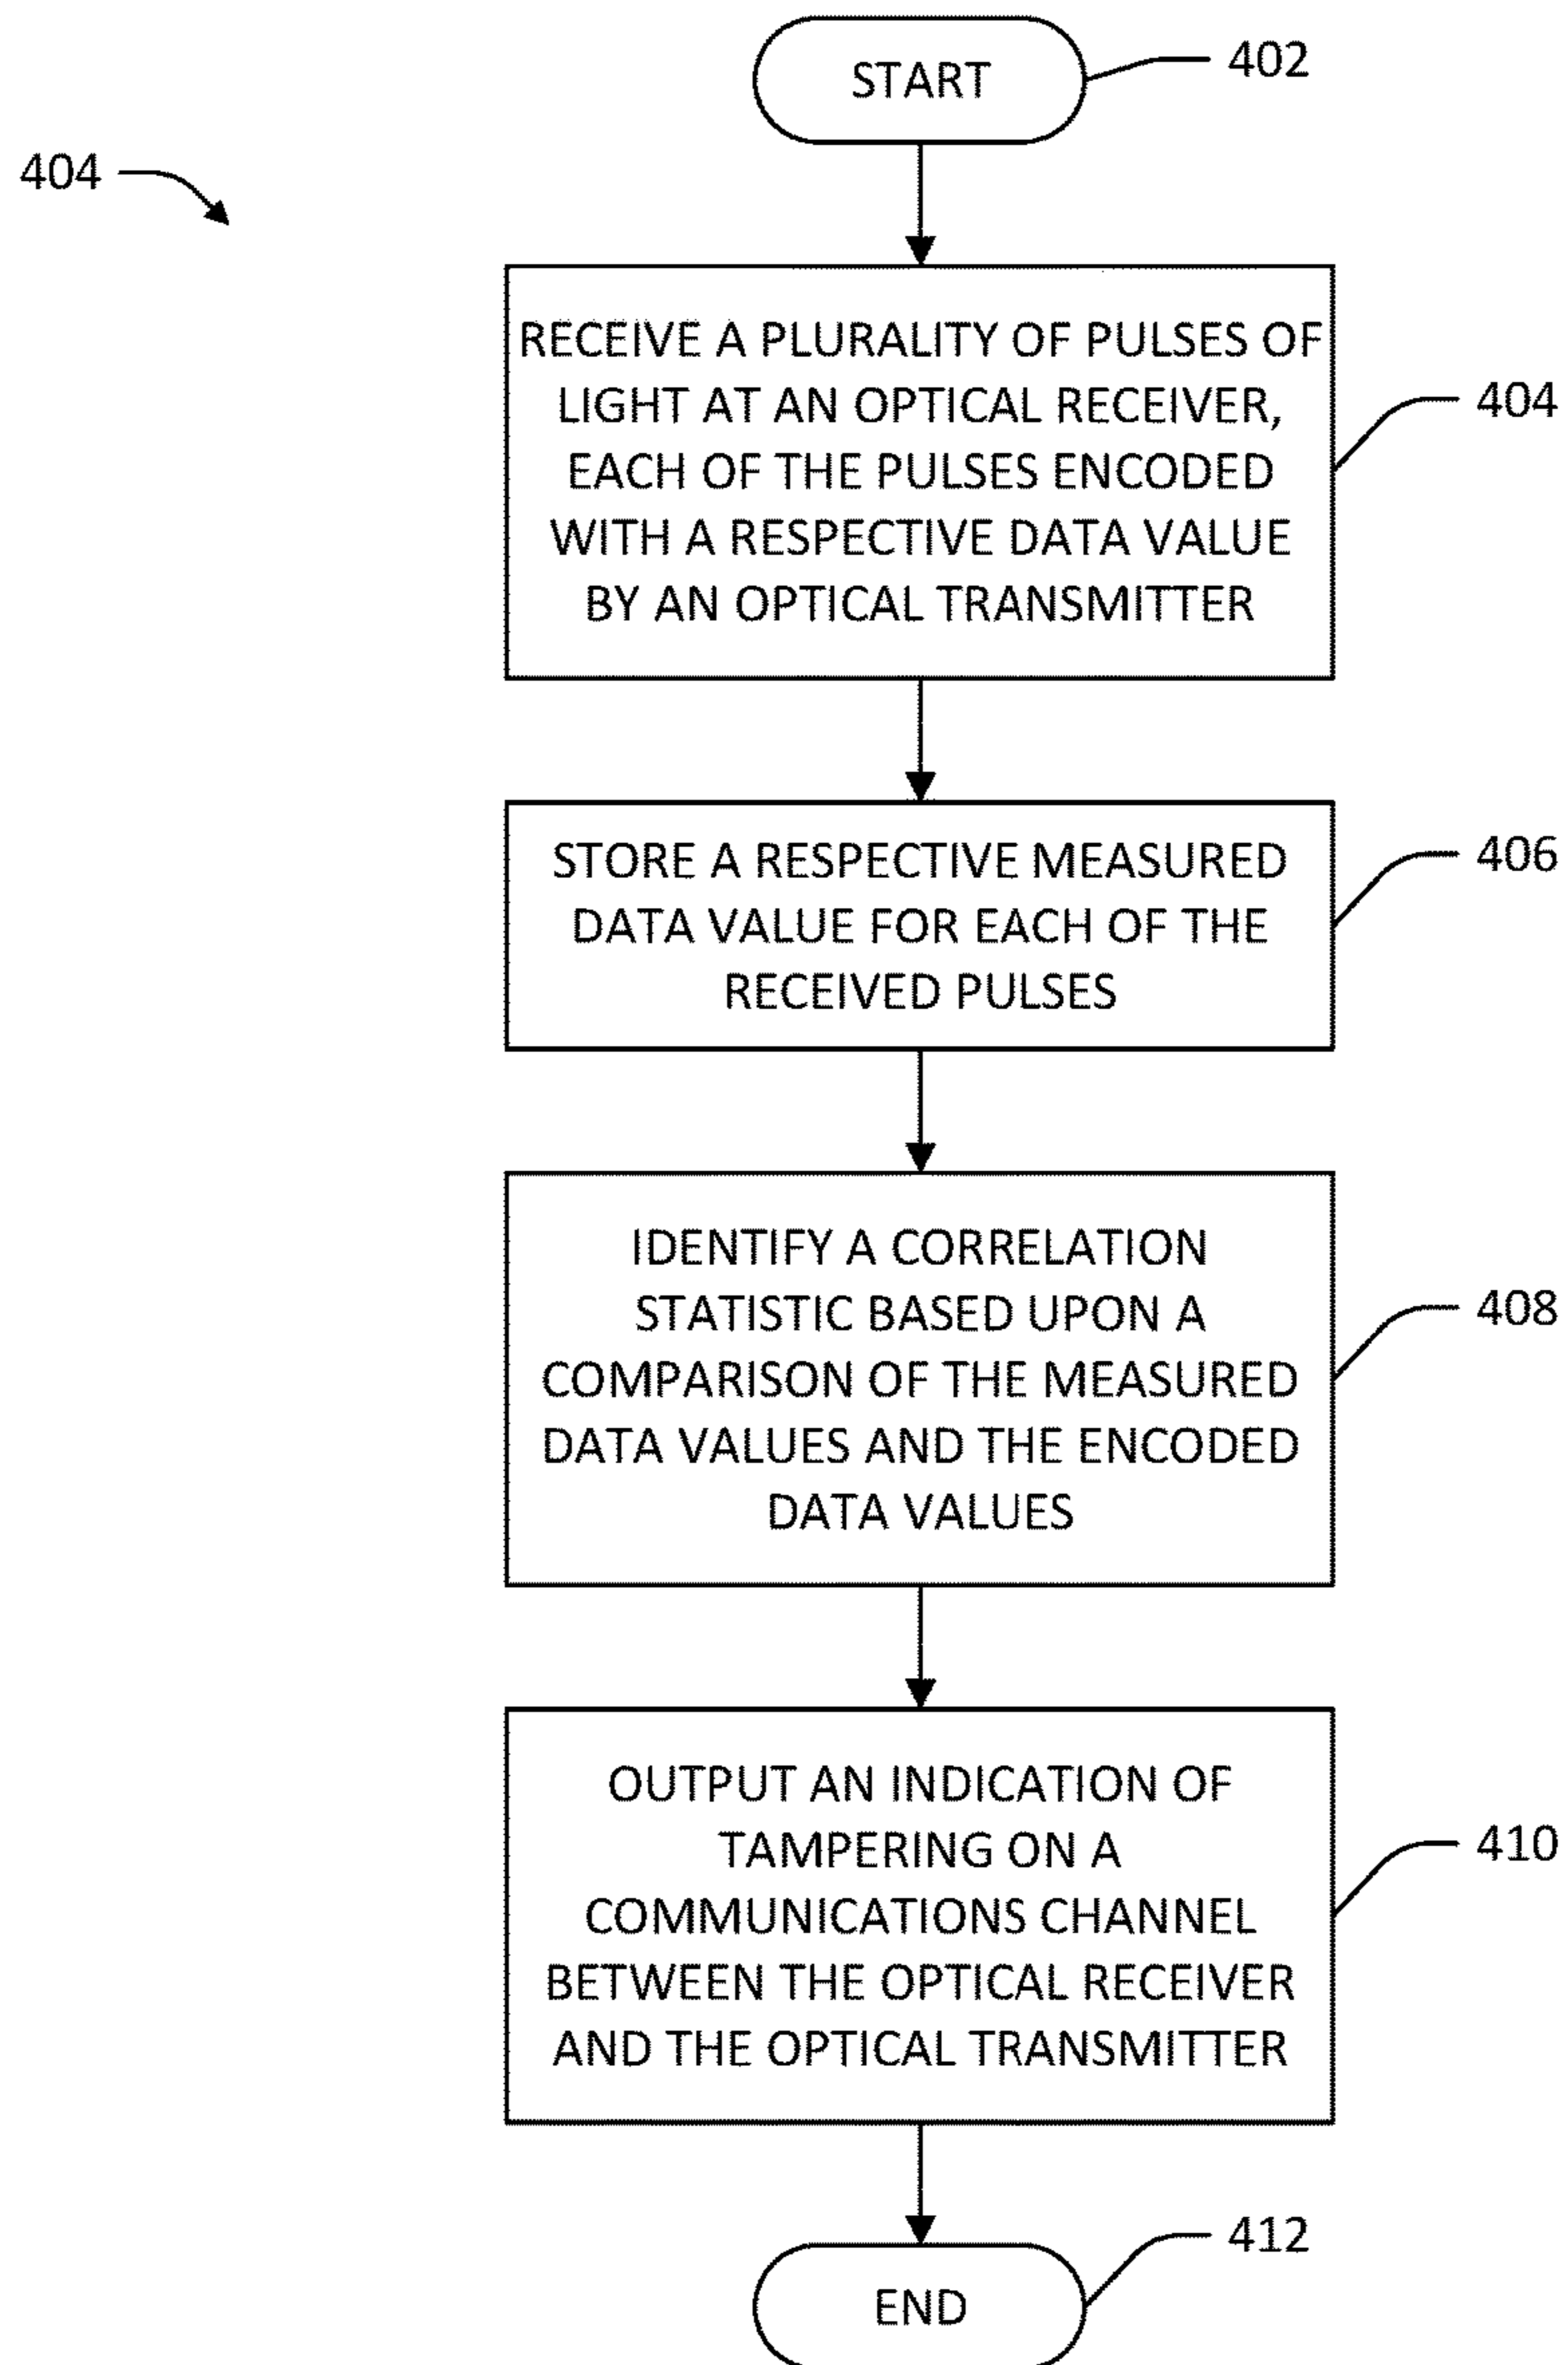 START
402
404
RECEIVE A PLURALITY OF PULSES OF
LIGHT AT AN OPTICAL RECEIVER,
EACH OF THE PULSES ENCODED
WITH A RESPECTIVE DATA VALUE
BY AN OPTICAL TRANSMITTER
404
STORE A RESPECTIVE MEASURED
DATA VALUE FOR EACH OF THE
RECEIVED PULSES
406
IDENTIFY A CORRELATION
STATISTIC BASED UPON A
COMPARISON OF THE MEASURED
DATA VALUES AND THE ENCODED
DATA VALUES
408
OUTPUT AN INDICATION OF
TAMPERING ON A
COMMUNICATIONS CHANNEL
BETWEEN THE OPTICAL RECEIVER
AND THE OPTICAL TRANSMITTER
410
END
412